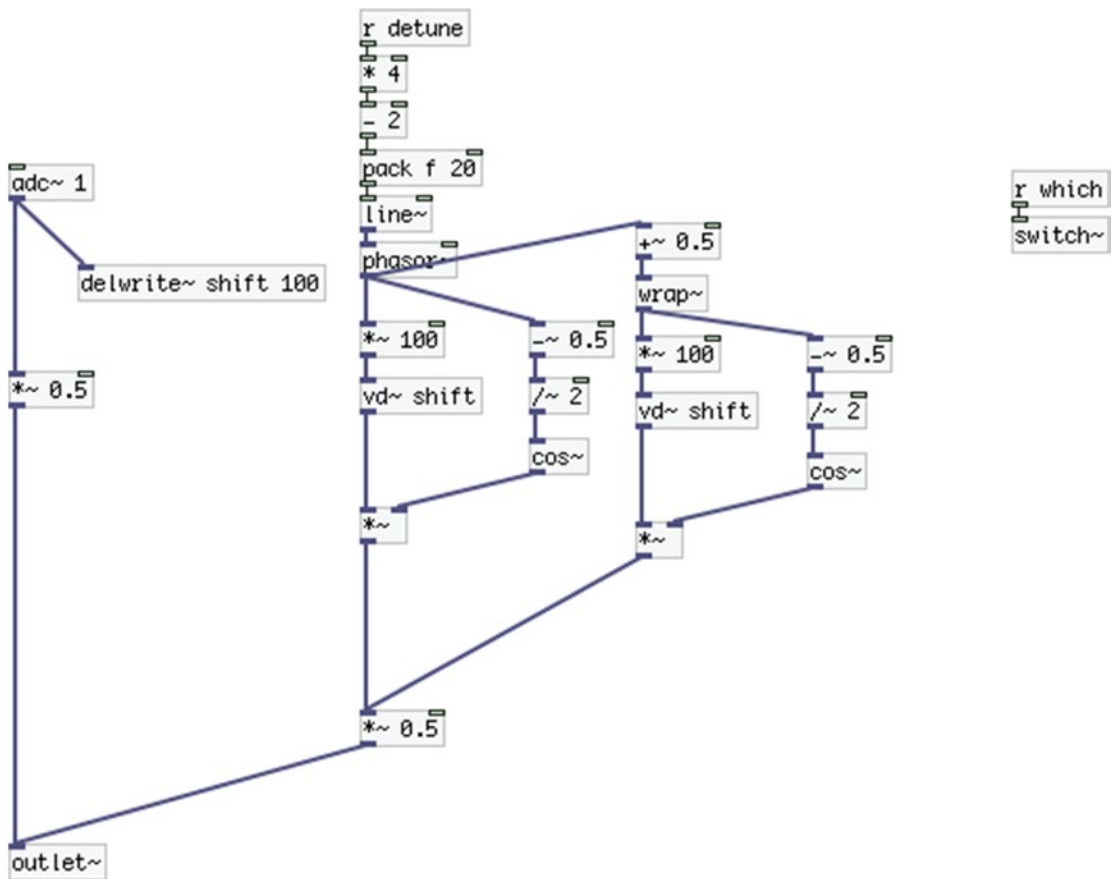 r detune
* 4
- 2
pack f 20
adc~ 1
line~
r which
+~ 0.5
switch~
phasor~
delwrite~ shift 100
wrap~
*~ 100
-~ 0.5
*~ 100
-~ 0.5
*~ 0.5
vd~ shift
/~ 2
vd~ shift
/~ 2
cos~
cos~
*~
*~
*~ 0.5
outlet~